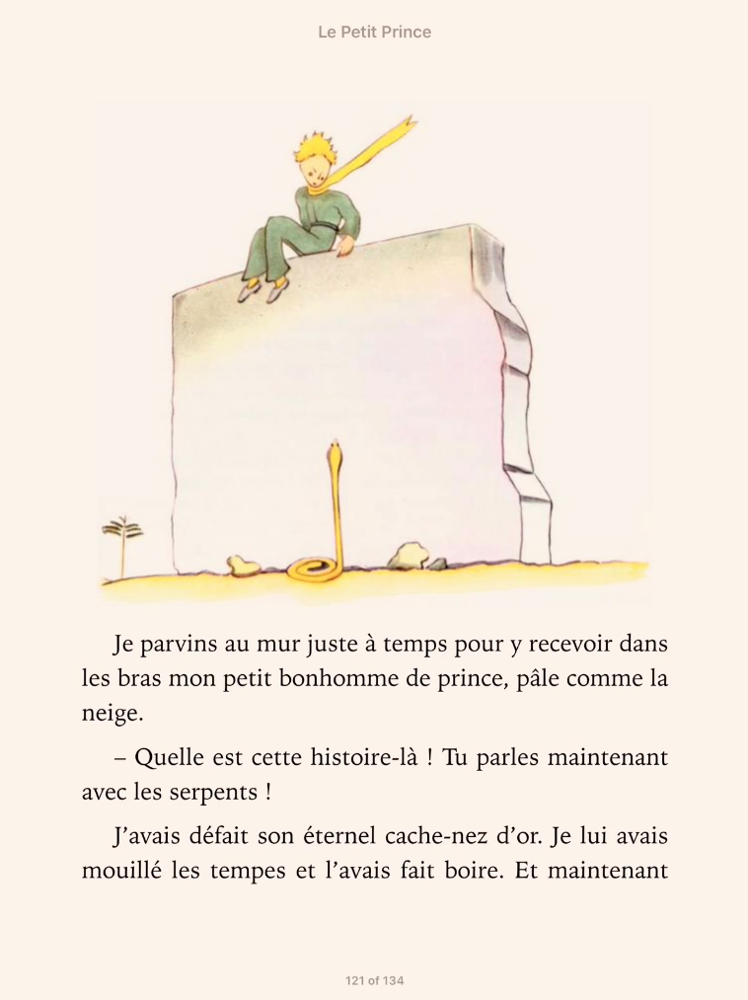 Le Petit Prince
Je parvins au mur juste à temps pour y recevoir dans
les bras mon petit bonhomme de prince, pâle comme la
neige.
– Quelle est cette histoire-là ! Tu parles maintenant
avec les serpents !
J’avais défait son éternel cache-nez d’or. Je lui avais
mouillé les tempes et l’avais fait boire. Et maintenant
121 of 134